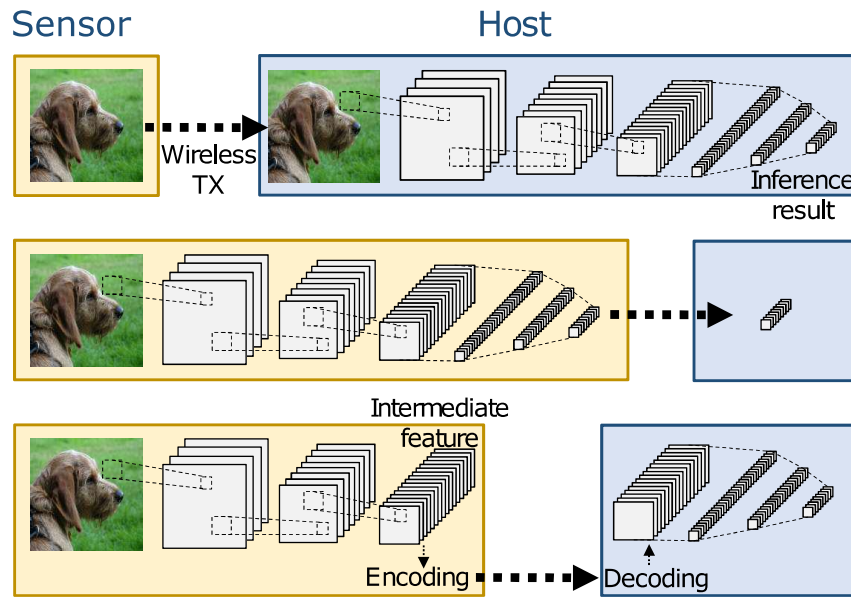 Sensor
Host
Wireless
TX
Inference
result
Intermediate
feature
Encoding
Decoding